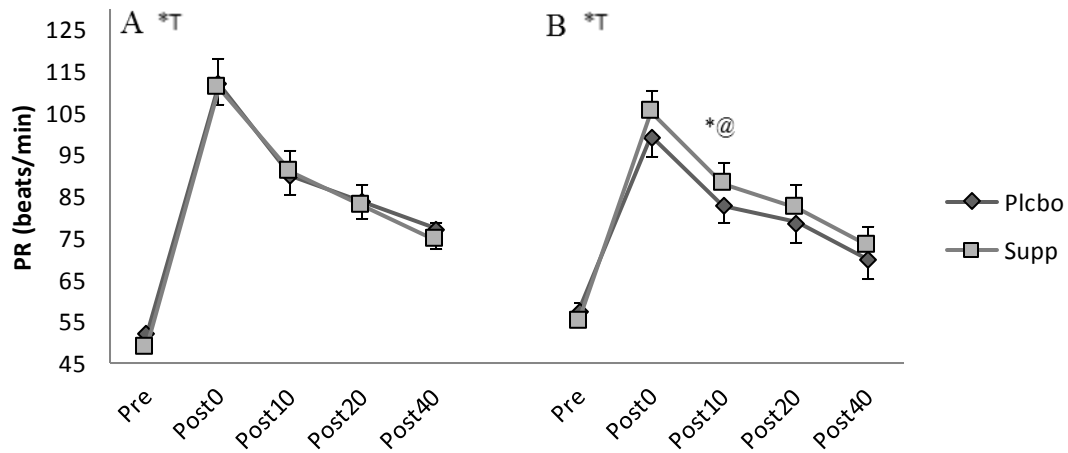 A *T
B *T
*@
PR (beats/min)
125
115
105
95
85
75
65
55
45
Pre
Post0
Post10
Post20
Post40
Pre
Post0
Post10
Post20
Post40
Plcbo
Supp